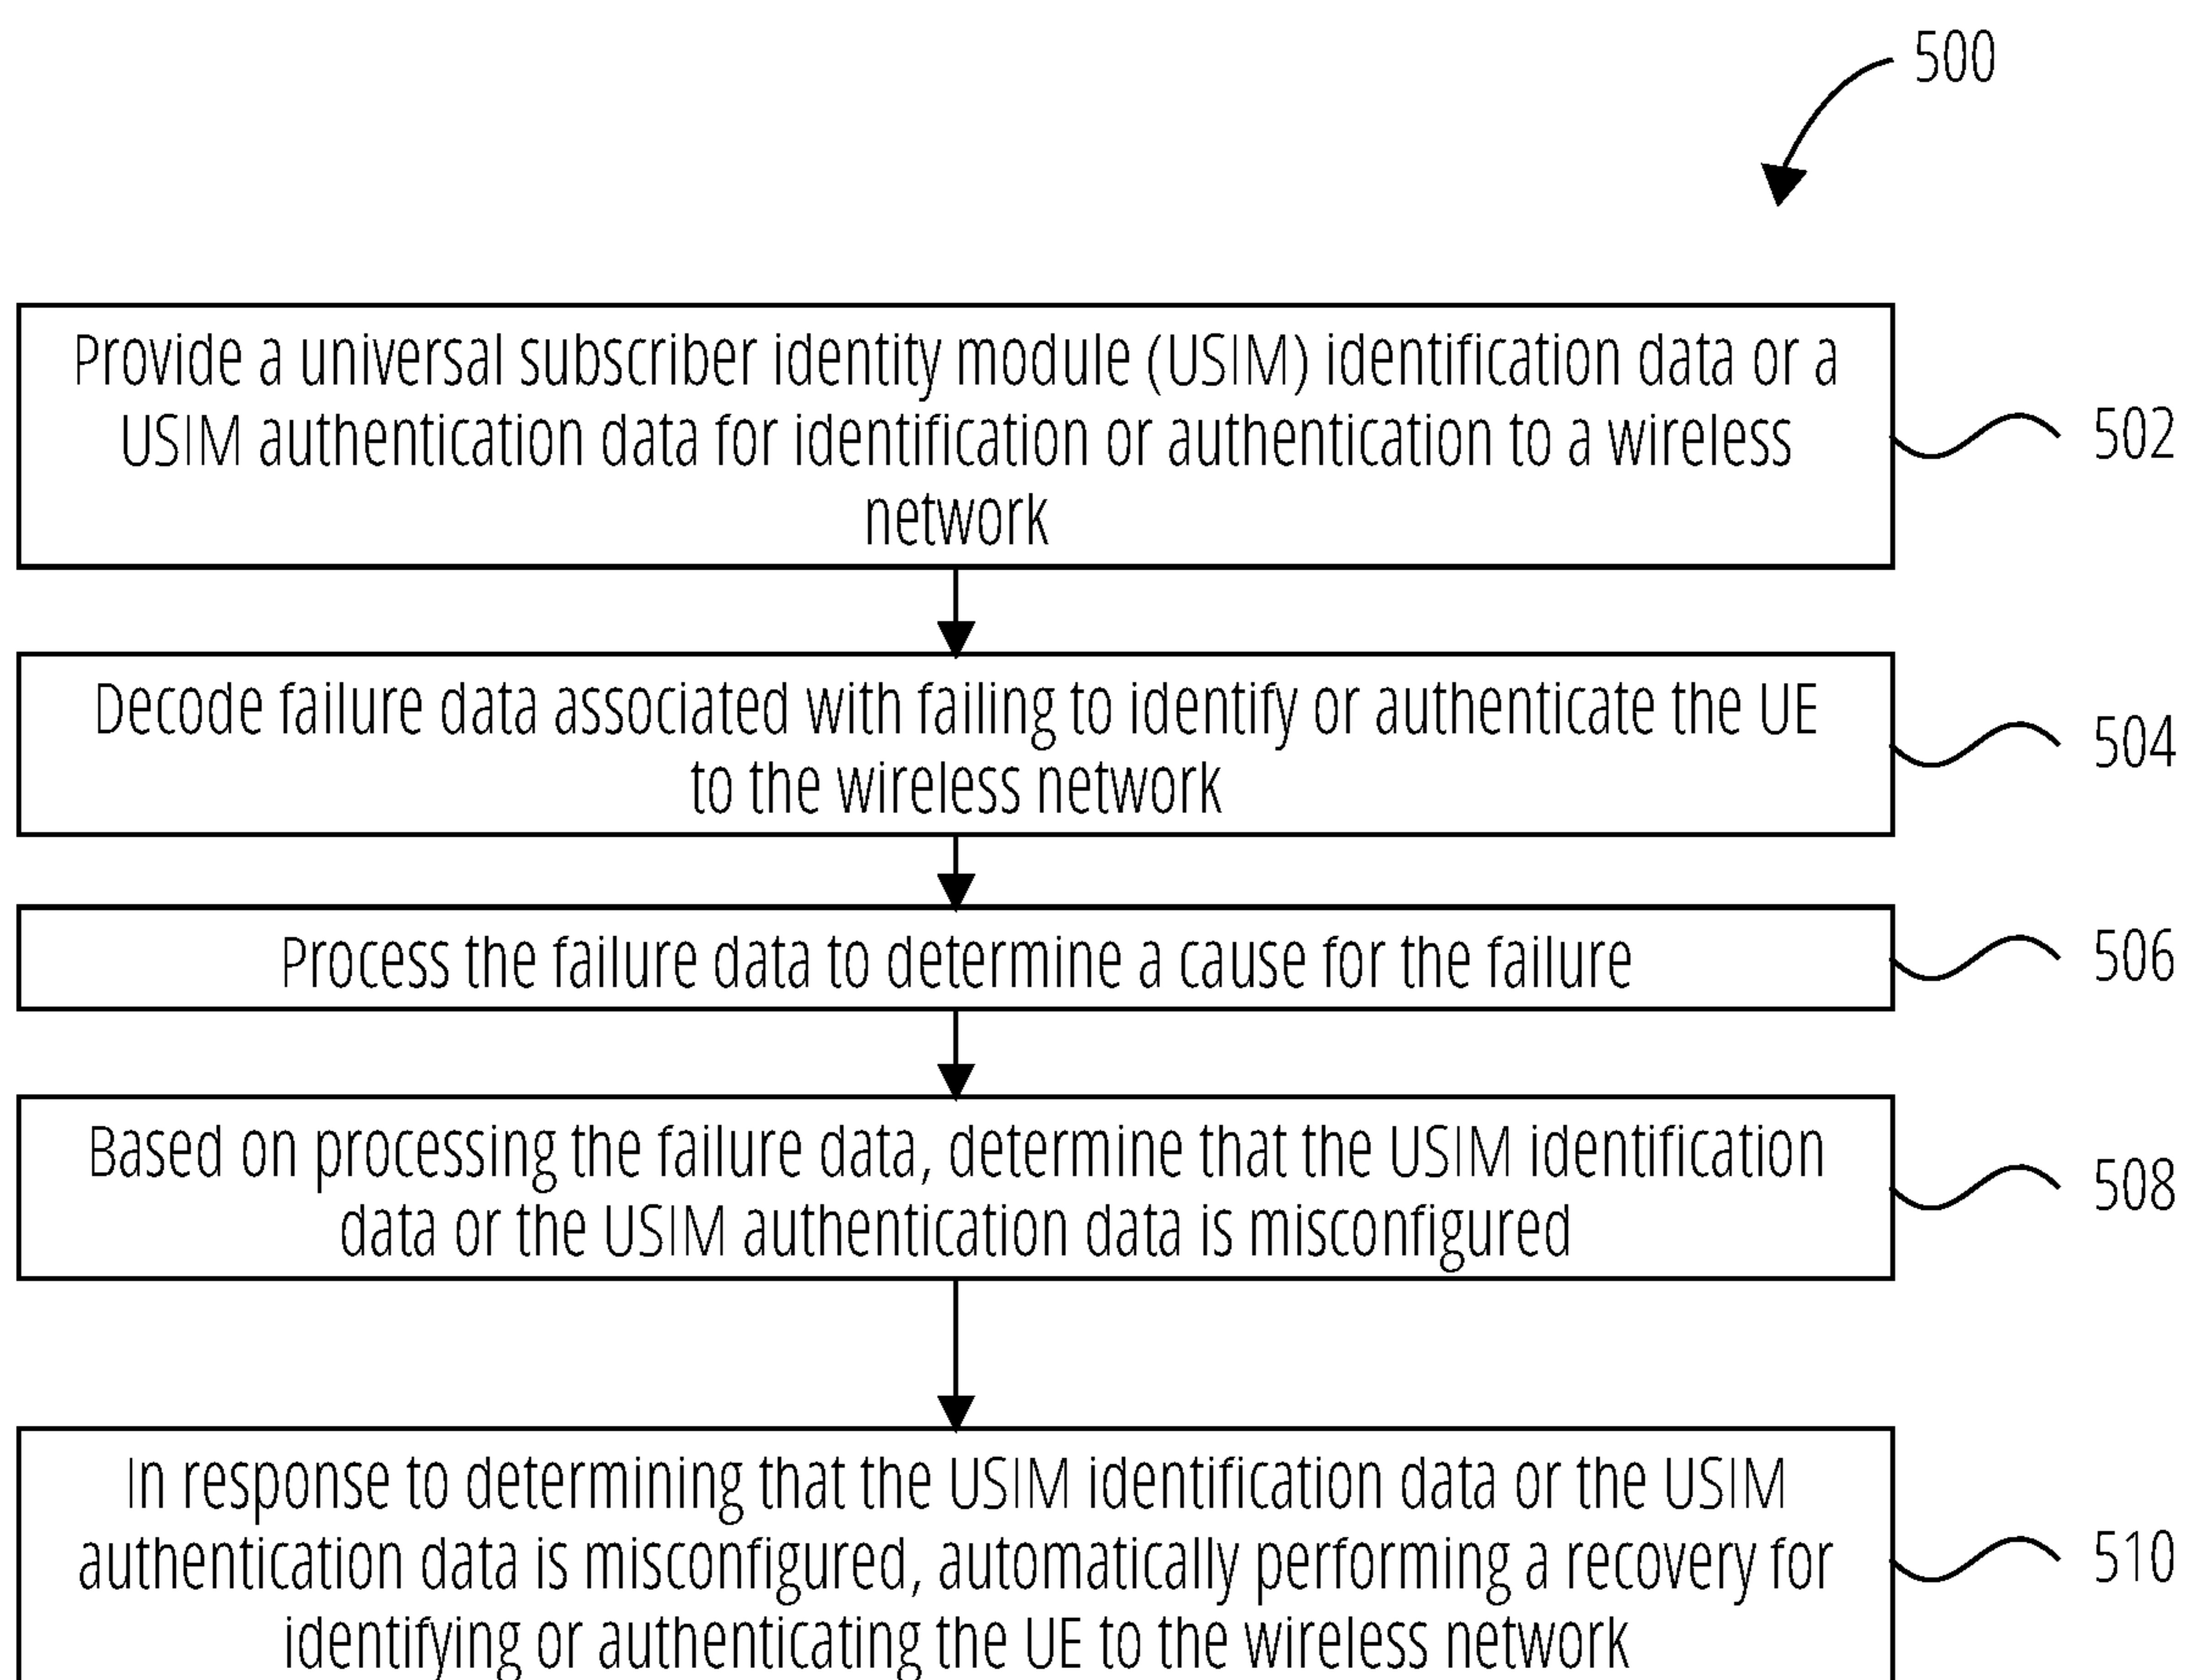 500
Provide a universal subscriber identity module (USIM) identification data or a
USIM authentication data for identification or authentication to a wireless
network
502
Decode failure data associated with failing to identify or authenticate the UE
to the wireless network
504
Process the failure data to determine a cause for the failure
506
Based on processing the failure data, determine that the USIM identification
data or the USIM authentication data is misconfigured
508
In response to determining that the USIM identification data or the USIM
authentication data is misconfigured, automatically performing a recovery for
identifying or authenticating the UE to the wireless network
510